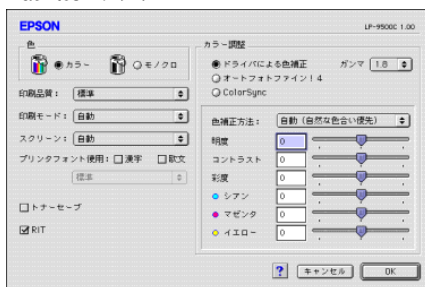 EPSON
LP-9500C 1.00
色
カラー
モノクロ
印刷品質： 標準
印刷モード： 自動
スクリーン： 自動
プリンタフォント使用： 漢字 欧文
標準
トナーセーブ
RIT
カラー調整
ドライバによる色補正 ガンマ 1.8
オートフォトファイン！4
ColorSync
色補正方法： 自動（自然な色合い優先）
明度 0
コントラスト 0
彩度 0
シアン 0
マゼンタ 0
イエロー 0
? キャンセル OK